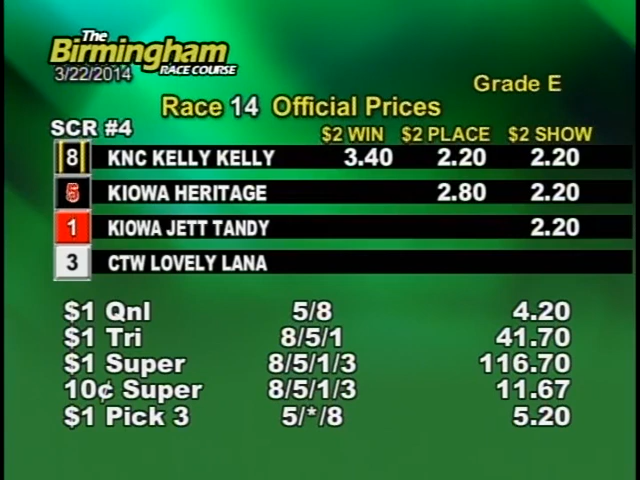 The
Birmingham
RACE COURSE
3/22/2014
Grade E
Race 14 Official Prices
SCR #4
$2 WIN $2 PLACE $2 SHOW
8 KNC KELLY KELLY 3.40 2.20 2.20
5 KIOWA HERITAGE 2.80 2.20
1 KIOWA JETT TANDY 2.20
3 CTW LOVELY LANA
$1 Qnl 5/8 4.20
$1 Tri 8/5/1 41.70
$1 Super 8/5/1/3 116.70
10¢ Super 8/5/1/3 11.67
$1 Pick 3 5/*/8 5.20